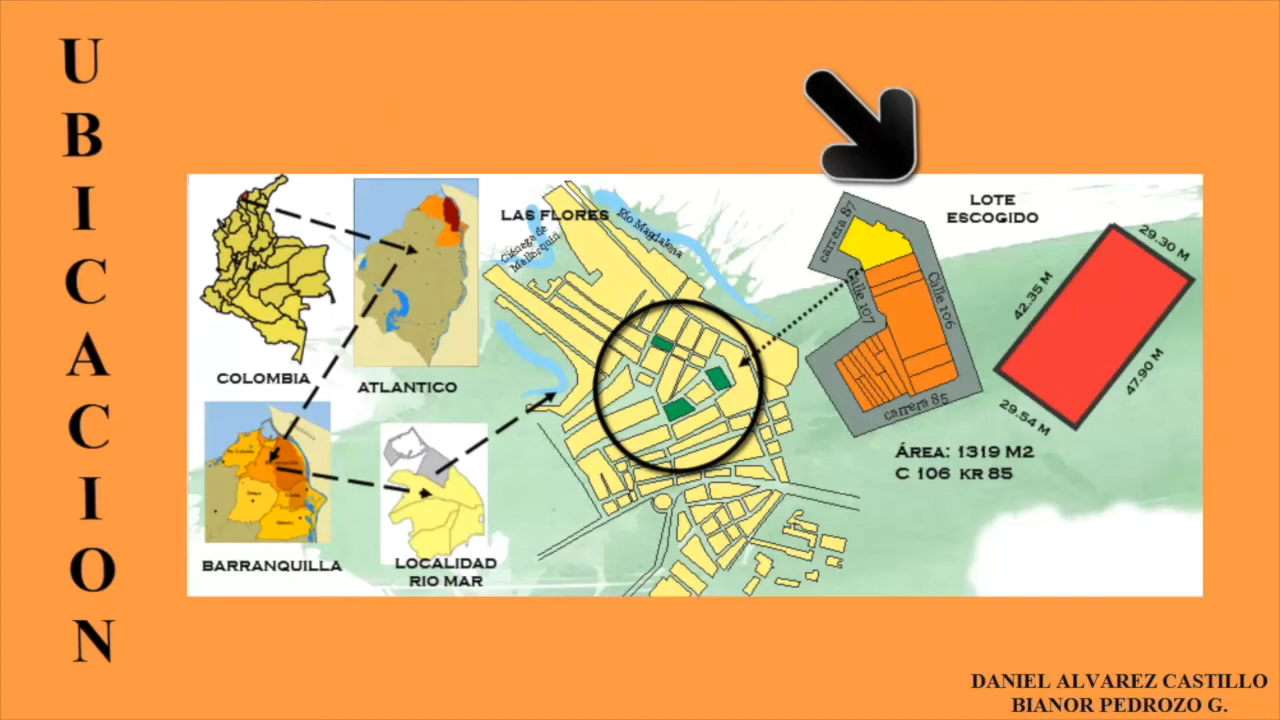 UBICACION
COLOMBIA
ATLANTICO
BARRANQUILLA
LOCALIDAD
RIO MAR
LAS FLORES
Ciénega de
Mallorquín
Río Magdalena
carrera 87
Calle 107
Calle 106
carrera 85
LOTE
ESCOGIDO
29.30 M
42.35 M
47.90 M
29.54 M
ÁREA: 1319 M2
C 106 KR 85
DANIEL ALVAREZ CASTILLO
BIANOR PEDROZO G.